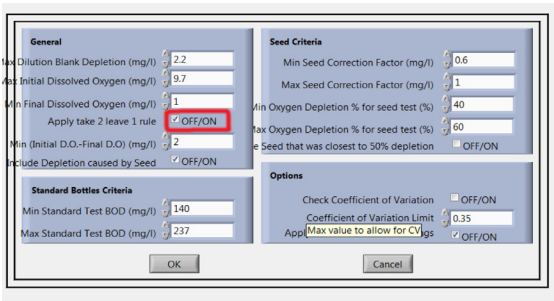 General
Max Dilution Blank Depletion (mg/l) 2.2
Max Initial Dissolved Oxygen (mg/l) 9.7
Min Final Dissolved Oxygen (mg/l) 1
Apply take 2 leave 1 rule OFF/ON
Min (Initial D.O.-Final D.O) (mg/l) 2
Include Depletion caused by Seed OFF/ON
Standard Bottles Criteria
Min Standard Test BOD (mg/l) 140
Max Standard Test BOD (mg/l) 237
Seed Criteria
Min Seed Correction Factor (mg/l) 0.6
Max Seed Correction Factor (mg/l) 1
Min Oxygen Depletion % for seed test (%) 40
Max Oxygen Depletion % for seed test (%) 60
e Seed that was closest to 50% depletion OFF/ON
Options
Check Coefficient of Variation OFF/ON
Coefficient of Variation Limit 0.35
Max value to allow for CV
OFF/ON
OK
Cancel